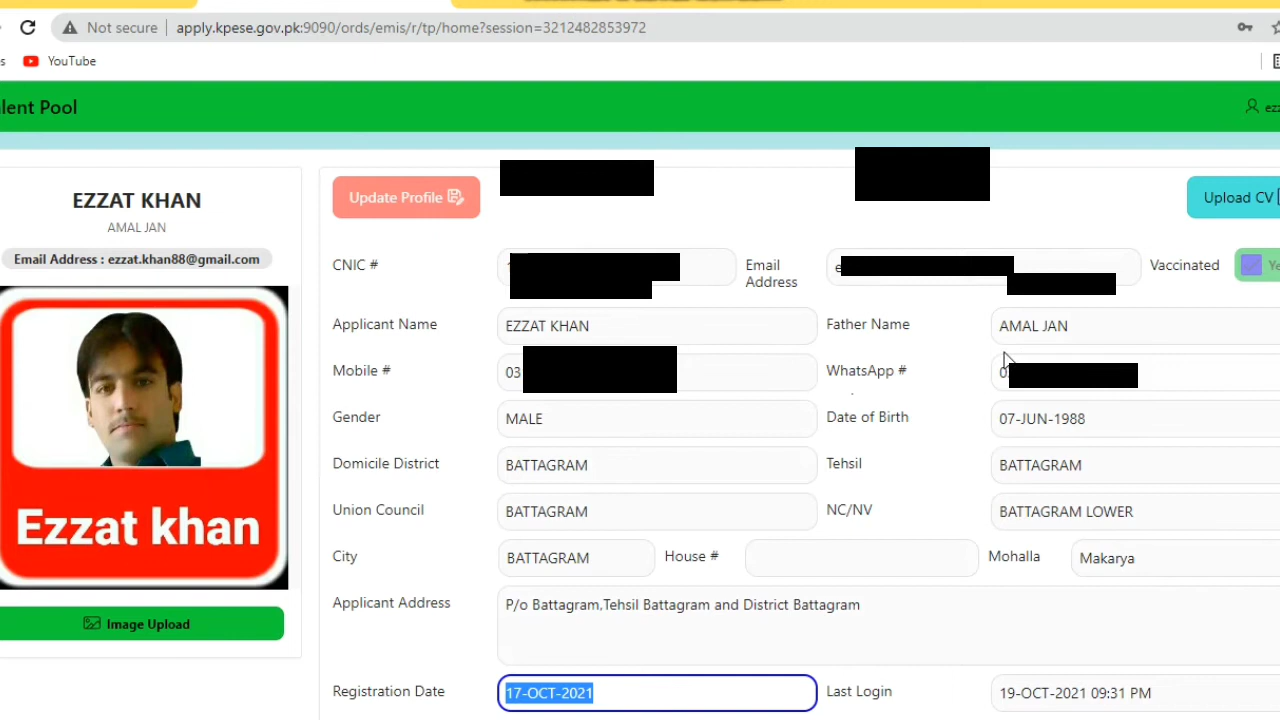 Not secure apply.kpese.gov.pk:9090/ords/emis/r/tp/home?session=3212482853972
YouTube
lent Pool
EZZAT KHAN
AMAL JAN
Email Address : ezzat.khan88@gmail.com
Ezzat khan
Image Upload
Update Profile
Upload CV
CNIC #
Email Address
Vaccinated
Applicant Name EZZAT KHAN Father Name AMAL JAN
Mobile # 03 WhatsApp # 0
Gender MALE Date of Birth 07-JUN-1988
Domicile District BATTAGRAM Tehsil BATTAGRAM
Union Council BATTAGRAM NC/NV BATTAGRAM LOWER
City BATTAGRAM House # Mohalla Makarya
Applicant Address P/o Battagram,Tehsil Battagram and District Battagram
Registration Date 17-OCT-2021 Last Login 19-OCT-2021 09:31 PM